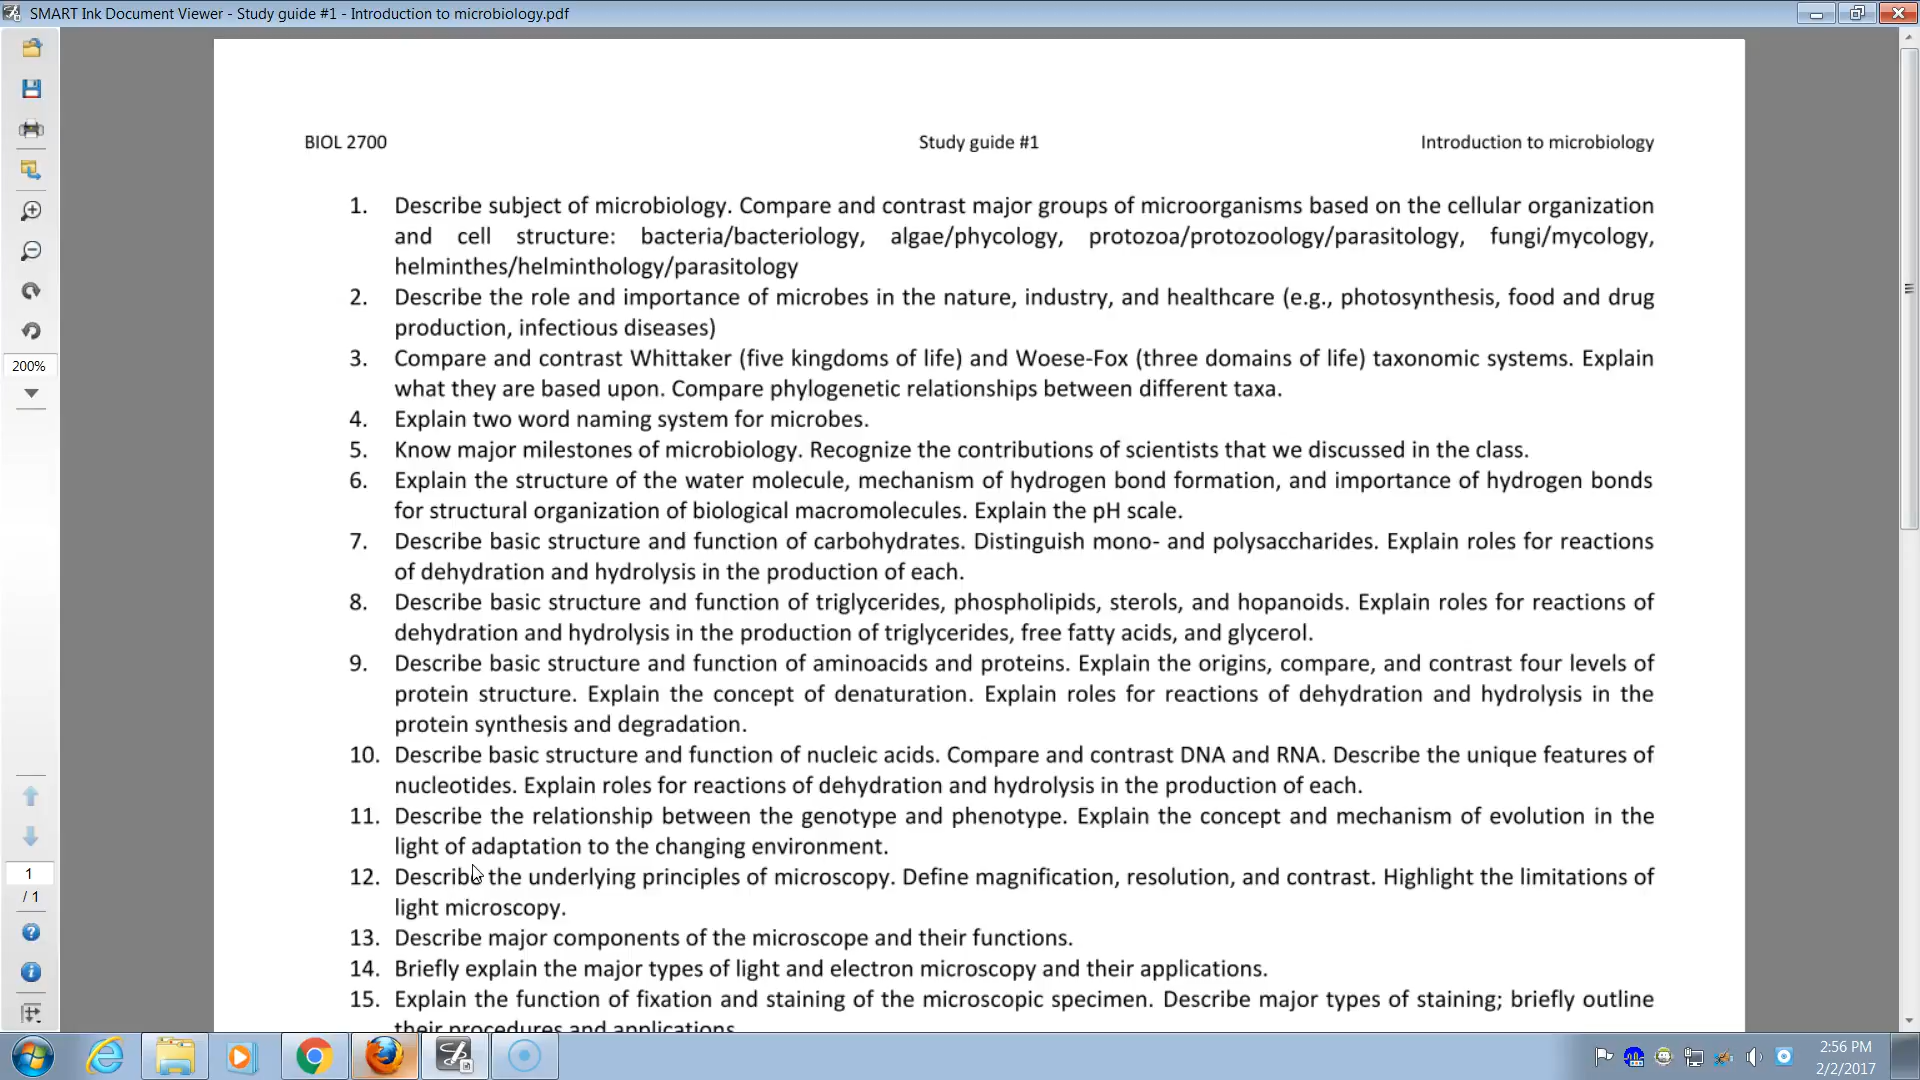 SMART Ink Document Viewer - Study guide #1 - Introduction to microbiology.pdf
BIOL 2700 Study guide #1 Introduction to microbiology
1. Describe subject of microbiology. Compare and contrast major groups of microorganisms based on the cellular organization
and cell structure: bacteria/bacteriology, algae/phycology, protozoa/protozoology/parasitology, fungi/mycology,
helminthes/helminthology/parasitology
2. Describe the role and importance of microbes in the nature, industry, and healthcare (e.g., photosynthesis, food and drug
production, infectious diseases)
3. Compare and contrast Whittaker (five kingdoms of life) and Woese-Fox (three domains of life) taxonomic systems. Explain
what they are based upon. Compare phylogenetic relationships between different taxa.
4. Explain two word naming system for microbes.
5. Know major milestones of microbiology. Recognize the contributions of scientists that we discussed in the class.
6. Explain the structure of the water molecule, mechanism of hydrogen bond formation, and importance of hydrogen bonds
for structural organization of biological macromolecules. Explain the pH scale.
7. Describe basic structure and function of carbohydrates. Distinguish mono- and polysaccharides. Explain roles for reactions
of dehydration and hydrolysis in the production of each.
8. Describe basic structure and function of triglycerides, phospholipids, sterols, and hopanoids. Explain roles for reactions of
dehydration and hydrolysis in the production of triglycerides, free fatty acids, and glycerol.
9. Describe basic structure and function of aminoacids and proteins. Explain the origins, compare, and contrast four levels of
protein structure. Explain the concept of denaturation. Explain roles for reactions of dehydration and hydrolysis in the
protein synthesis and degradation.
10. Describe basic structure and function of nucleic acids. Compare and contrast DNA and RNA. Describe the unique features of
nucleotides. Explain roles for reactions of dehydration and hydrolysis in the production of each.
11. Describe the relationship between the genotype and phenotype. Explain the concept and mechanism of evolution in the
light of adaptation to the changing environment.
12. Describe the underlying principles of microscopy. Define magnification, resolution, and contrast. Highlight the limitations of
light microscopy.
13. Describe major components of the microscope and their functions.
14. Briefly explain the major types of light and electron microscopy and their applications.
15. Explain the function of fixation and staining of the microscopic specimen. Describe major types of staining; briefly outline
their procedures and applications.
200%
1
/ 1
2:56 PM
2/2/2017